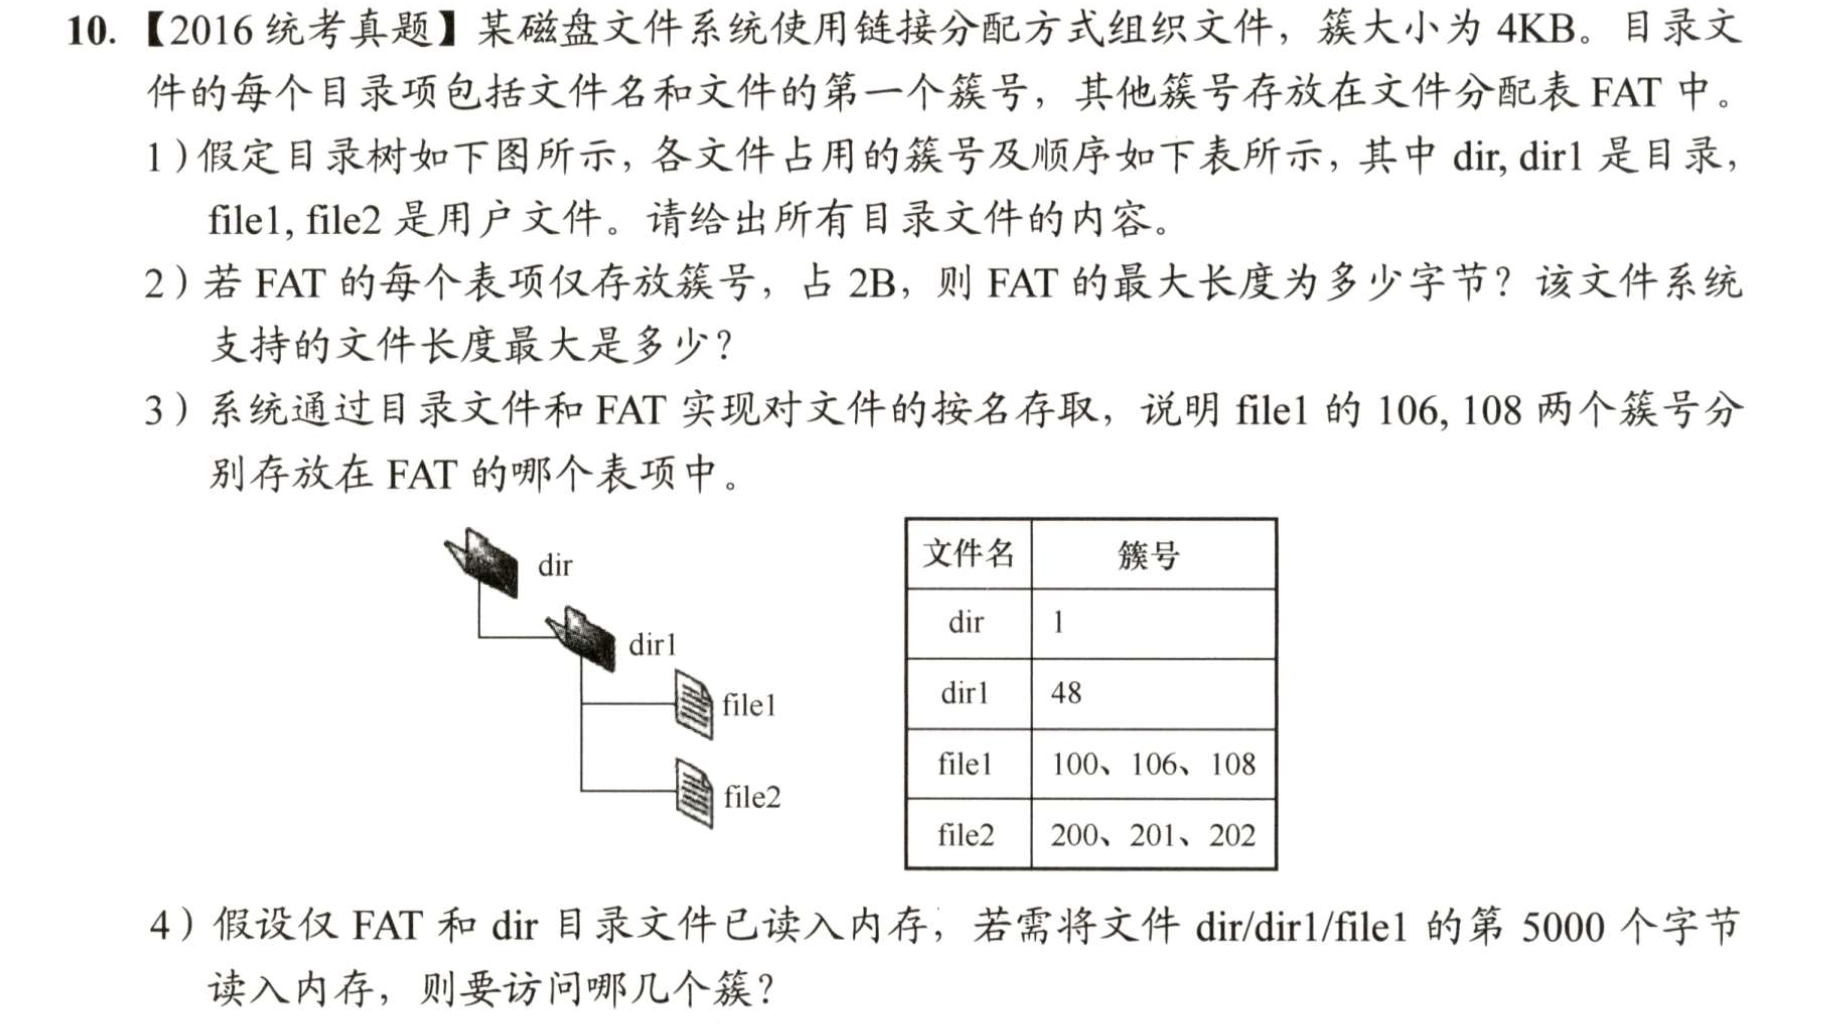 10. 【2016 统考真题】某磁盘文件系统使用链接分配方式组织文件，簇大小为 4KB。目录文
件的每个目录项包括文件名和文件的第一个簇号，其他簇号存放在文件分配表 FAT 中。
1）假定目录树如下图所示，各文件占用的簇号及顺序如下表所示，其中 dir, dir1 是目录，
file1, file2 是用户文件。请给出所有目录文件的内容。
2）若 FAT 的每个表项仅存放簇号，占 2B，则 FAT 的最大长度为多少字节？该文件系统
支持的文件长度最大是多少？
3）系统通过目录文件和 FAT 实现对文件的按名存取，说明 file1 的 106, 108 两个簇号分
别存放在 FAT 的哪个表项中。
dir
dir1
file1
file2
文件名 簇号
dir 1
dir1 48
file1 100、106、108
file2 200、201、202
4）假设仅 FAT 和 dir 目录文件已读入内存，若需将文件 dir/dir1/file1 的第 5000 个字节
读入内存，则要访问哪几个簇？